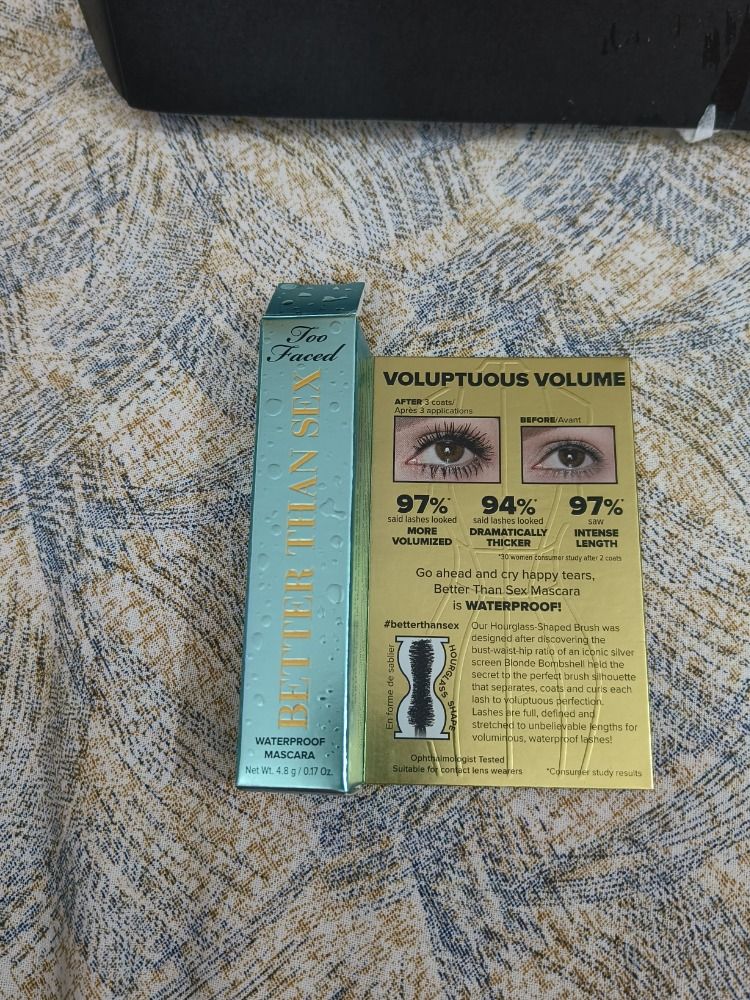 Too
Faced
BETTER THAN SEX
WATERPROOF
MASCARA
Net Wt. 4.8 g / 0.17 Oz.
VOLUPTUOUS VOLUME
AFTER 3 coats/
Après 3 applications
BEFORE/Avant
97%*
said lashes looked
MORE
VOLUMIZED
94%*
said lashes looked
DRAMATICALLY
THICKER
97%*
saw
INTENSE
LENGTH
*30 women consumer study after 2 coats
Go ahead and cry happy tears,
Better Than Sex Mascara
is WATERPROOF!
#betterthansex
En forme de sablier
HOURGLASS SHAPE
Our Hourglass-Shaped Brush was
designed after discovering the
bust-waist-hip ratio of an iconic silver
screen Blonde Bombshell held the
secret to the perfect brush silhouette
that separates, coats and curls each
lash to voluptuous perfection.
Lashes are full, defined and
stretched to unbelievable lengths for
voluminous, waterproof lashes!
Ophthalmologist Tested
Suitable for contact lens wearers
*Consumer study results